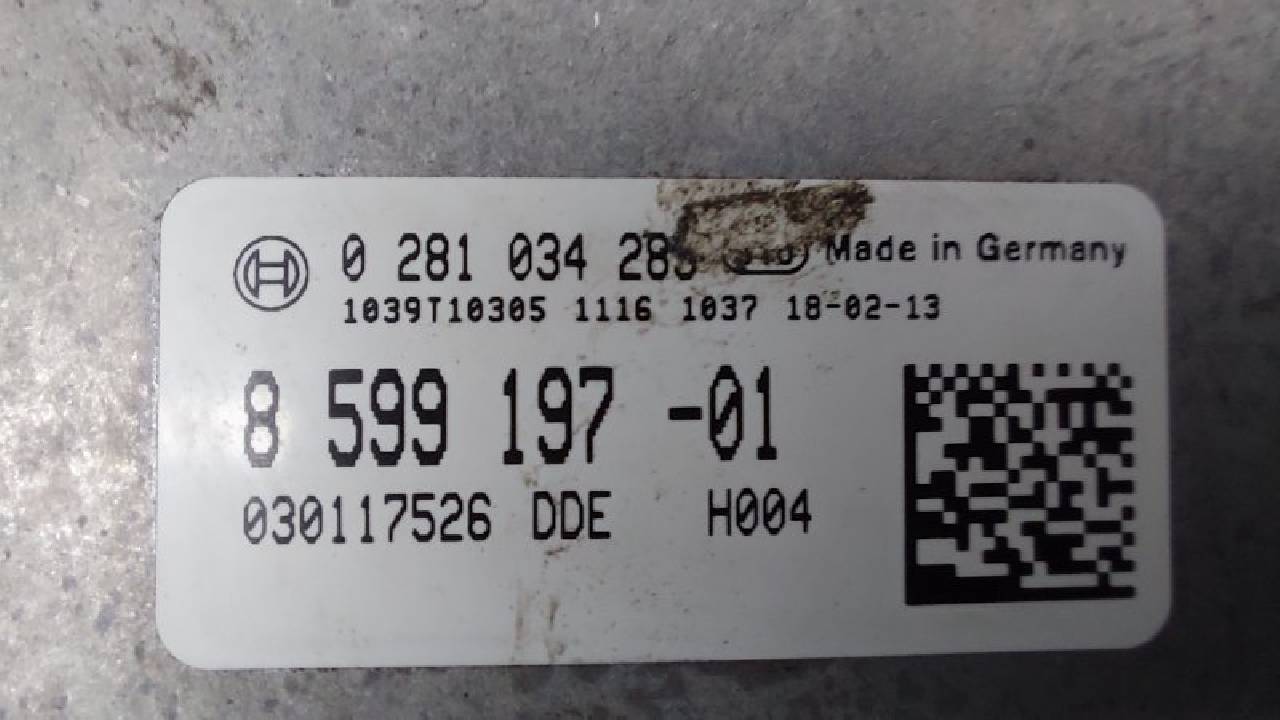 0 281 034 Made in Germany
1039T10305 1116 1037 18-02-13
8 599 197 -01
030117526 DDE H004